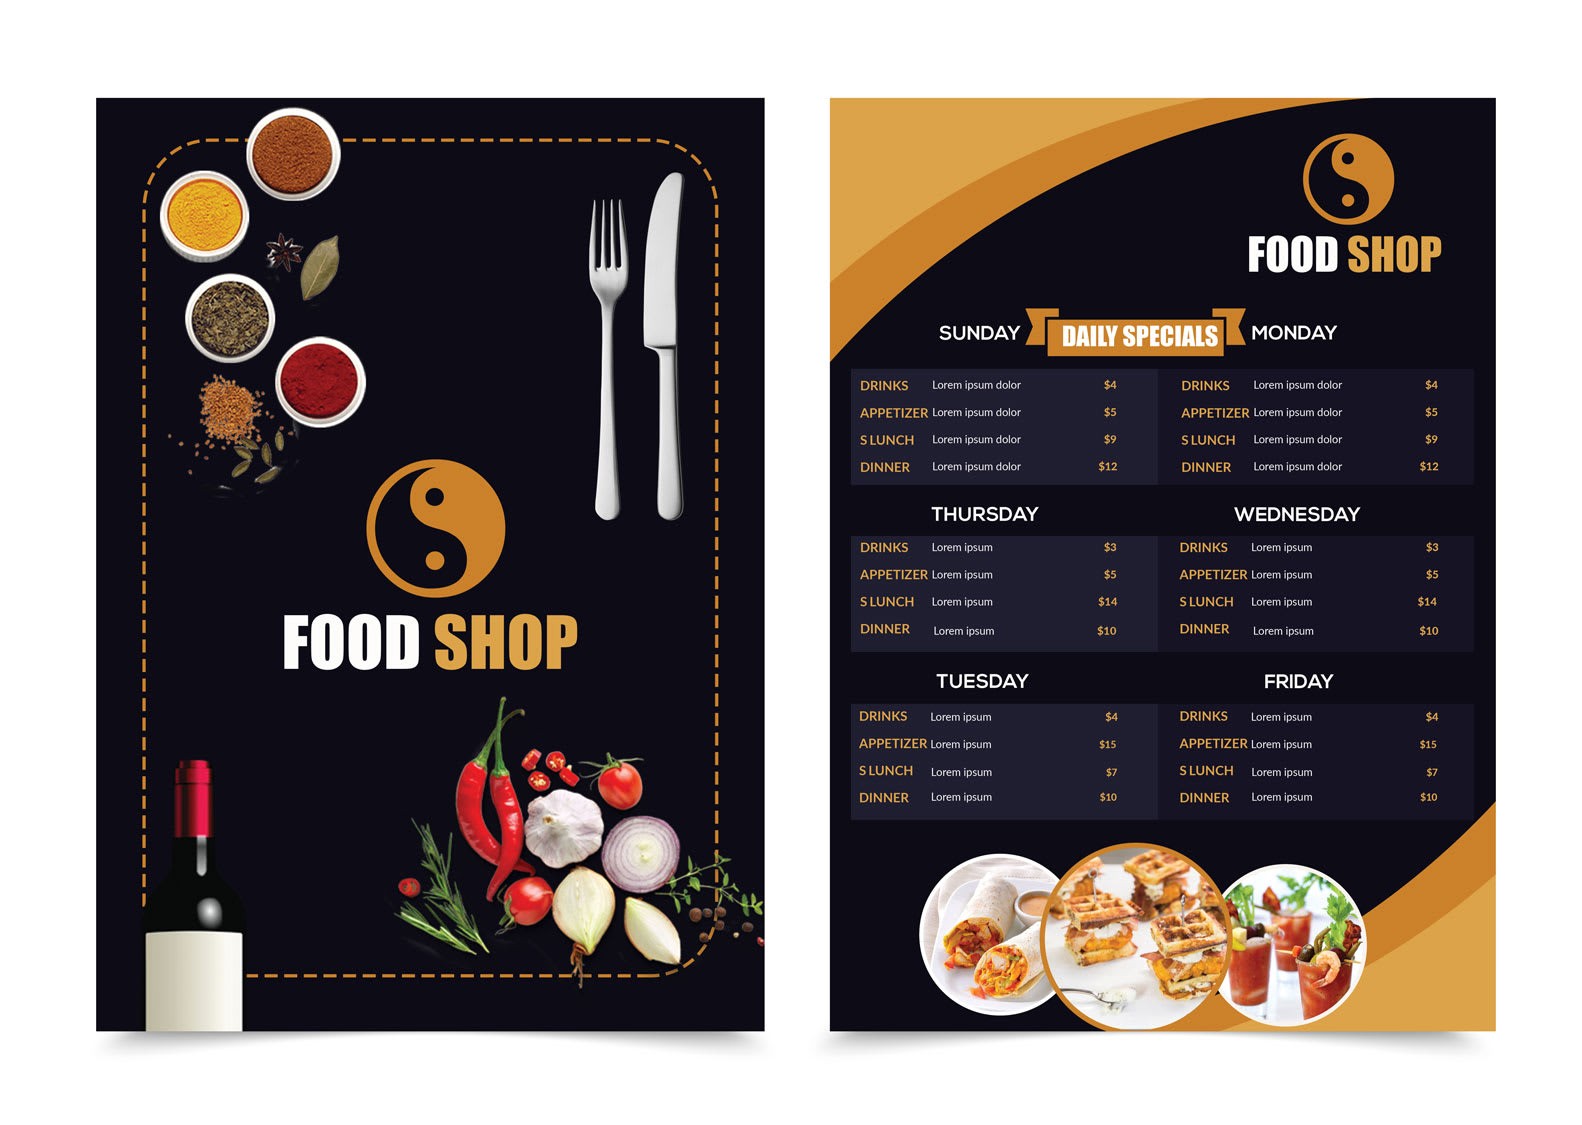 FOOD SHOP
FOOD SHOP
SUNDAY DAILY SPECIALS MONDAY
DRINKS Lorem ipsum dolor $4
APPETIZER Lorem ipsum dolor $5
S LUNCH Lorem ipsum dolor $9
DINNER Lorem ipsum dolor $12
DRINKS Lorem ipsum dolor $4
APPETIZER Lorem ipsum dolor $5
S LUNCH Lorem ipsum dolor $9
DINNER Lorem ipsum dolor $12
THURSDAY
DRINKS Lorem ipsum $3
APPETIZER Lorem ipsum $5
S LUNCH Lorem ipsum $14
DINNER Lorem ipsum $10
WEDNESDAY
DRINKS Lorem ipsum $3
APPETIZER Lorem ipsum $5
S LUNCH Lorem ipsum $14
DINNER Lorem ipsum $10
TUESDAY
DRINKS Lorem ipsum $4
APPETIZER Lorem ipsum $15
S LUNCH Lorem ipsum $7
DINNER Lorem ipsum $10
FRIDAY
DRINKS Lorem ipsum $4
APPETIZER Lorem ipsum $15
S LUNCH Lorem ipsum $7
DINNER Lorem ipsum $10